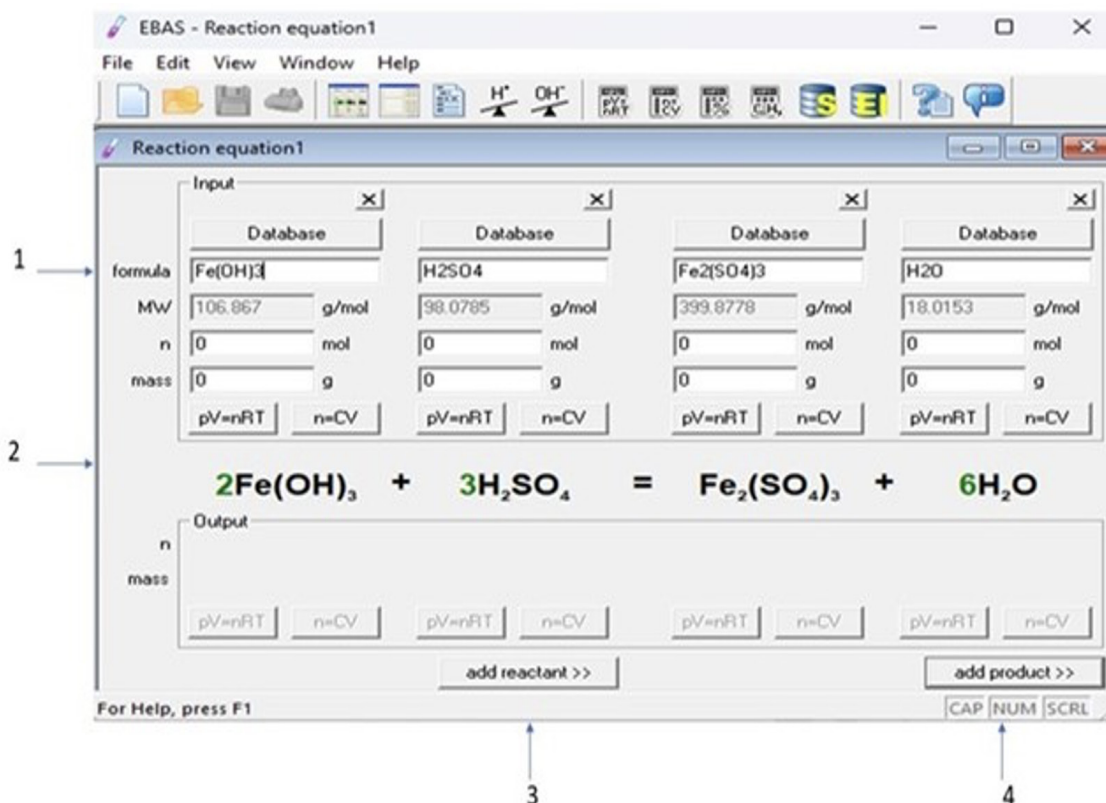 EBAS - Reaction equation1
File Edit View Window Help
H⁺ OH⁻ pV= nRT n= CV % CxHy S E
Reaction equation1
Input
Database Database Database Database
1 formula Fe(OH)3 H2SO4 Fe2(SO4)3 H2O
MW 106.867 g/mol 98.0785 g/mol 399.8778 g/mol 18.0153 g/mol
n 0 mol 0 mol 0 mol 0 mol
mass 0 g 0 g 0 g 0 g
pV=nRT n=CV pV=nRT n=CV pV=nRT n=CV pV=nRT n=CV
2
2Fe(OH)₃ + 3H₂SO₄ = Fe₂(SO₄)₃ + 6H₂O
Output
n
mass
pV=nRT n=CV pV=nRT n=CV pV=nRT n=CV pV=nRT n=CV
add reactant >> add product >>
For Help, press F1 CAP NUM SCRL
3 4